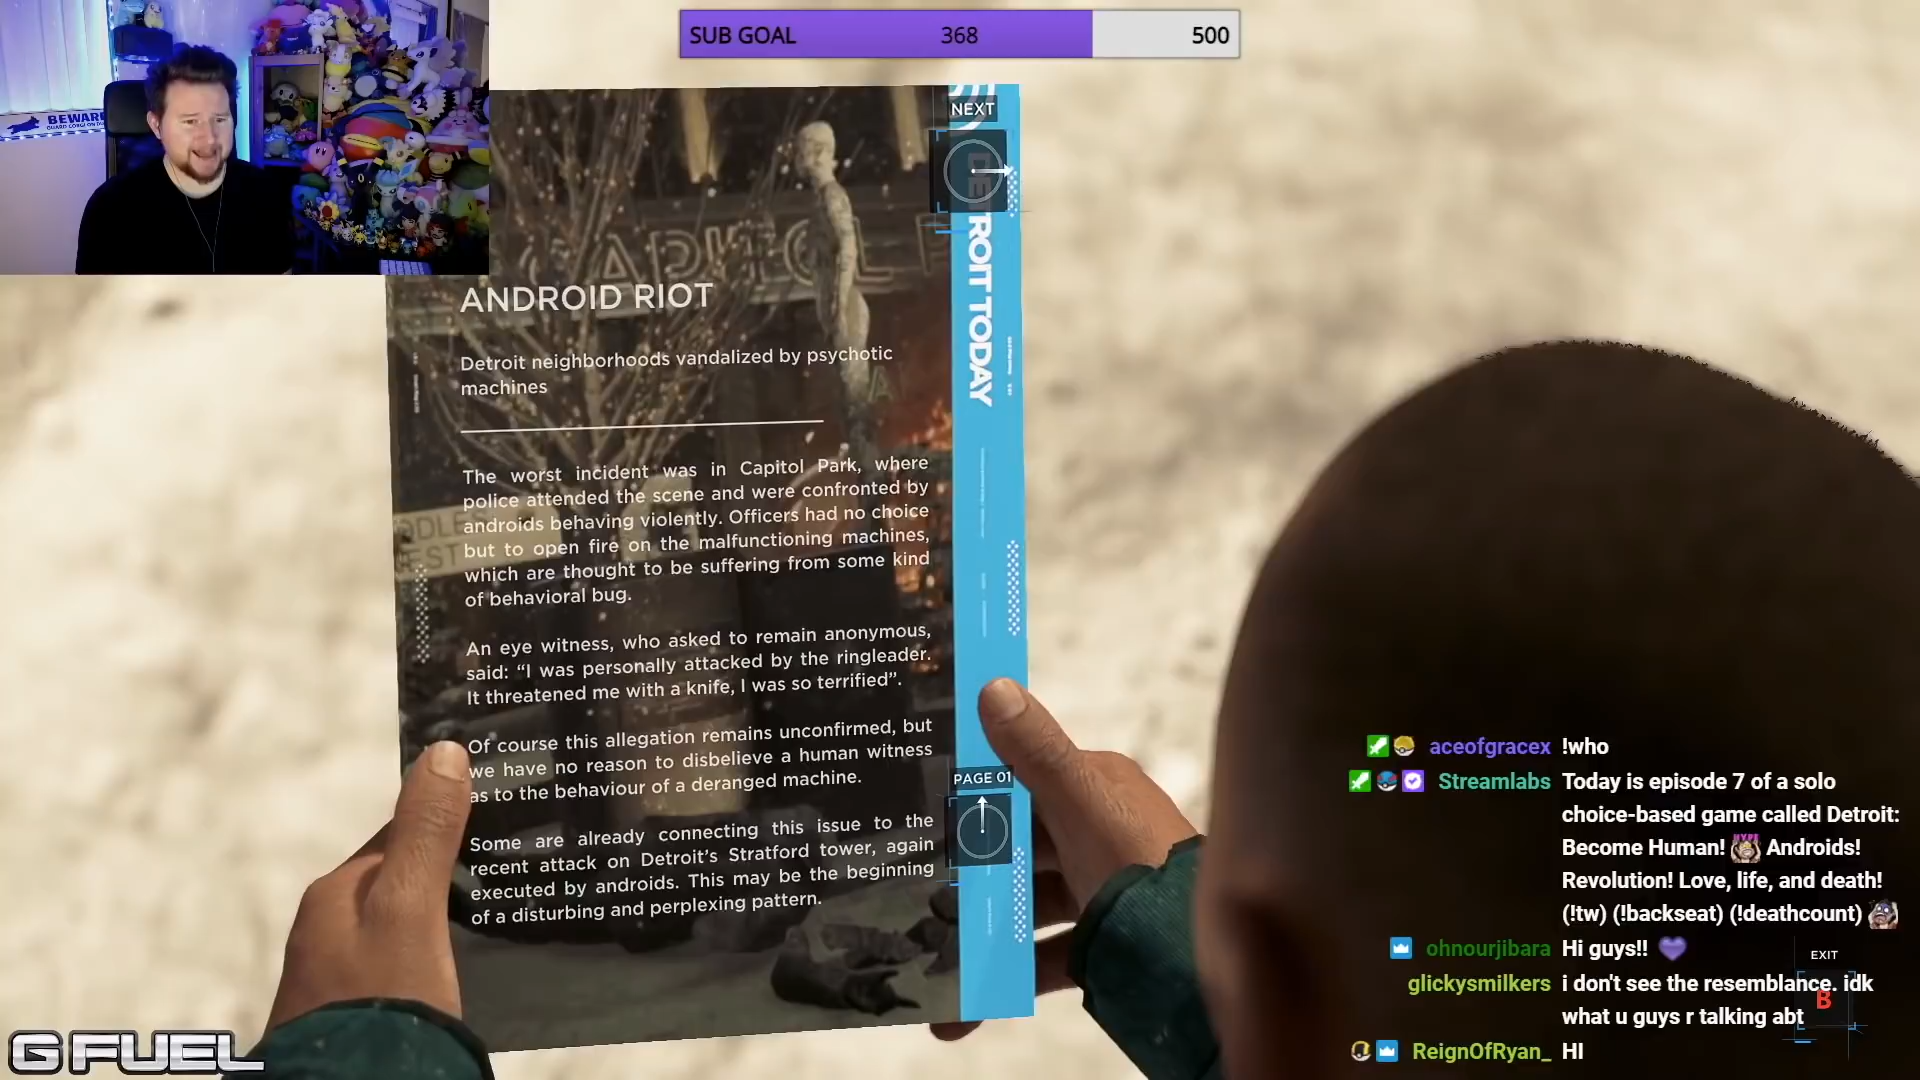 SUB GOAL 368 500
BEWARE
NEXT
ROIT TODAY
CAPITOL P
ANDROID RIOT
Detroit neighborhoods vandalized by psychotic
machines
The worst incident was in Capitol Park, where
police attended the scene and were confronted by
androids behaving violently. Officers had no choice
but to open fire on the malfunctioning machines,
which are thought to be suffering from some kind
of behavioral bug.
An eye witness, who asked to remain anonymous,
said: “I was personally attacked by the ringleader.
It threatened me with a knife, I was so terrified”.
Of course this allegation remains unconfirmed, but
we have no reason to disbelieve a human witness
as to the behaviour of a deranged machine.
Some are already connecting this issue to the
recent attack on Detroit’s Stratford tower, again
executed by androids. This may be the beginning
of a disturbing and perplexing pattern.
PAGE 01
aceofgracex !who
Streamlabs Today is episode 7 of a solo
choice-based game called Detroit:
Become Human! Androids!
Revolution! Love, life, and death!
(!tw) (!backseat) (!deathcount)
ohnourjibara Hi guys!!
EXIT
glickysmilkers i don't see the resemblance. idk
B
what u guys r talking abt
ReignOfRyan_ HI
G FUEL